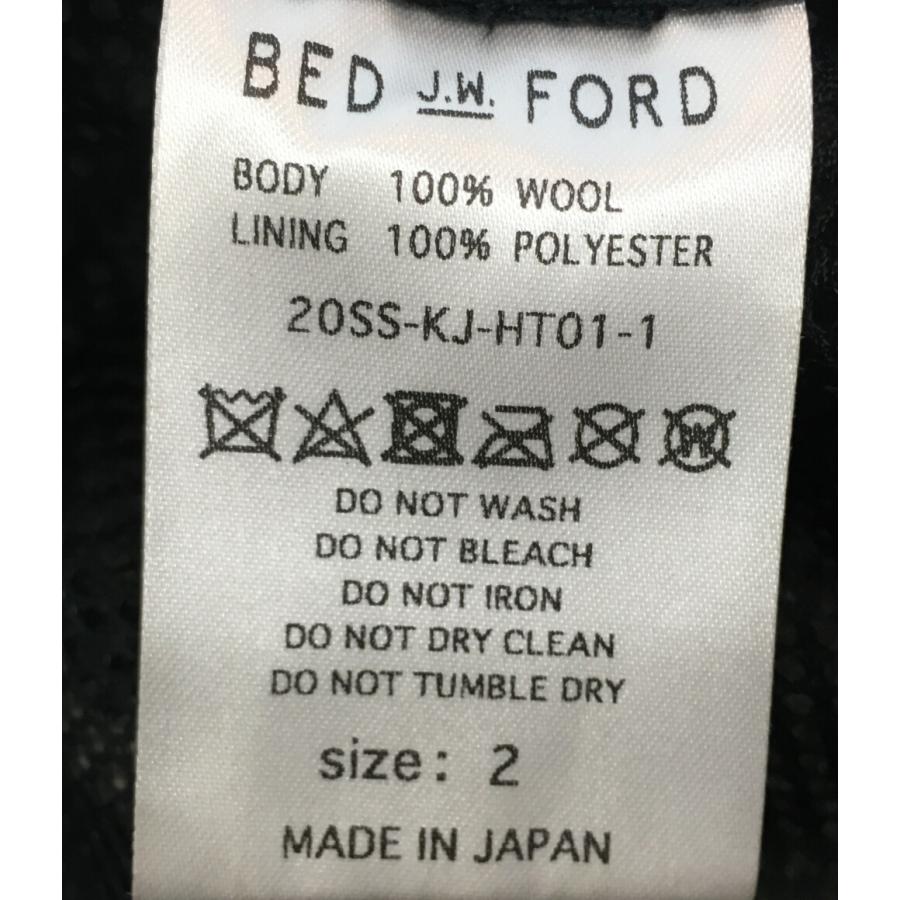 BED J.W. FORD
BODY 100% WOOL
LINING 100% POLYESTER
20SS-KJ-HT01-1
W
DO NOT WASH
DO NOT BLEACH
DO NOT IRON
DO NOT DRY CLEAN
DO NOT TUMBLE DRY
size: 2
MADE IN JAPAN